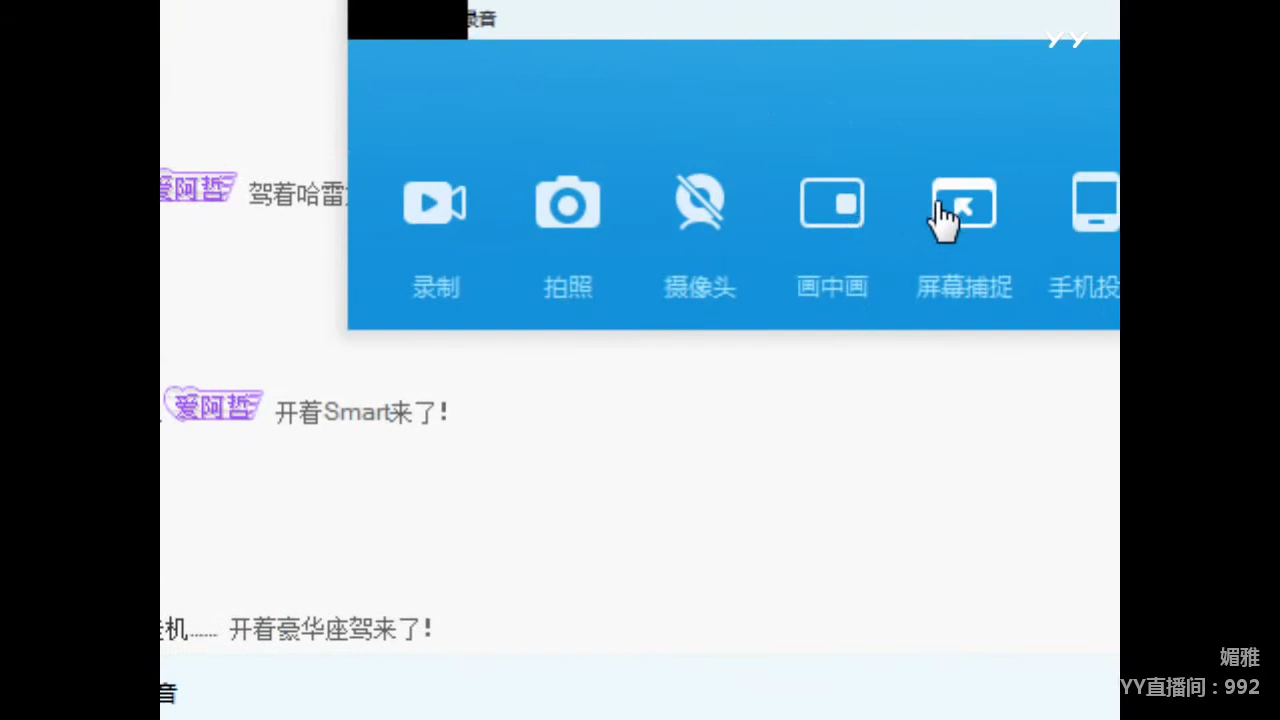 录音
YY
爱阿哲 驾着哈雷
录制 拍照 摄像头 画中画 屏幕捕捉 手机投
爱阿哲 开着Smart来了!
机...... 开着豪华座驾来了!
音
媚雅
YY直播间：992